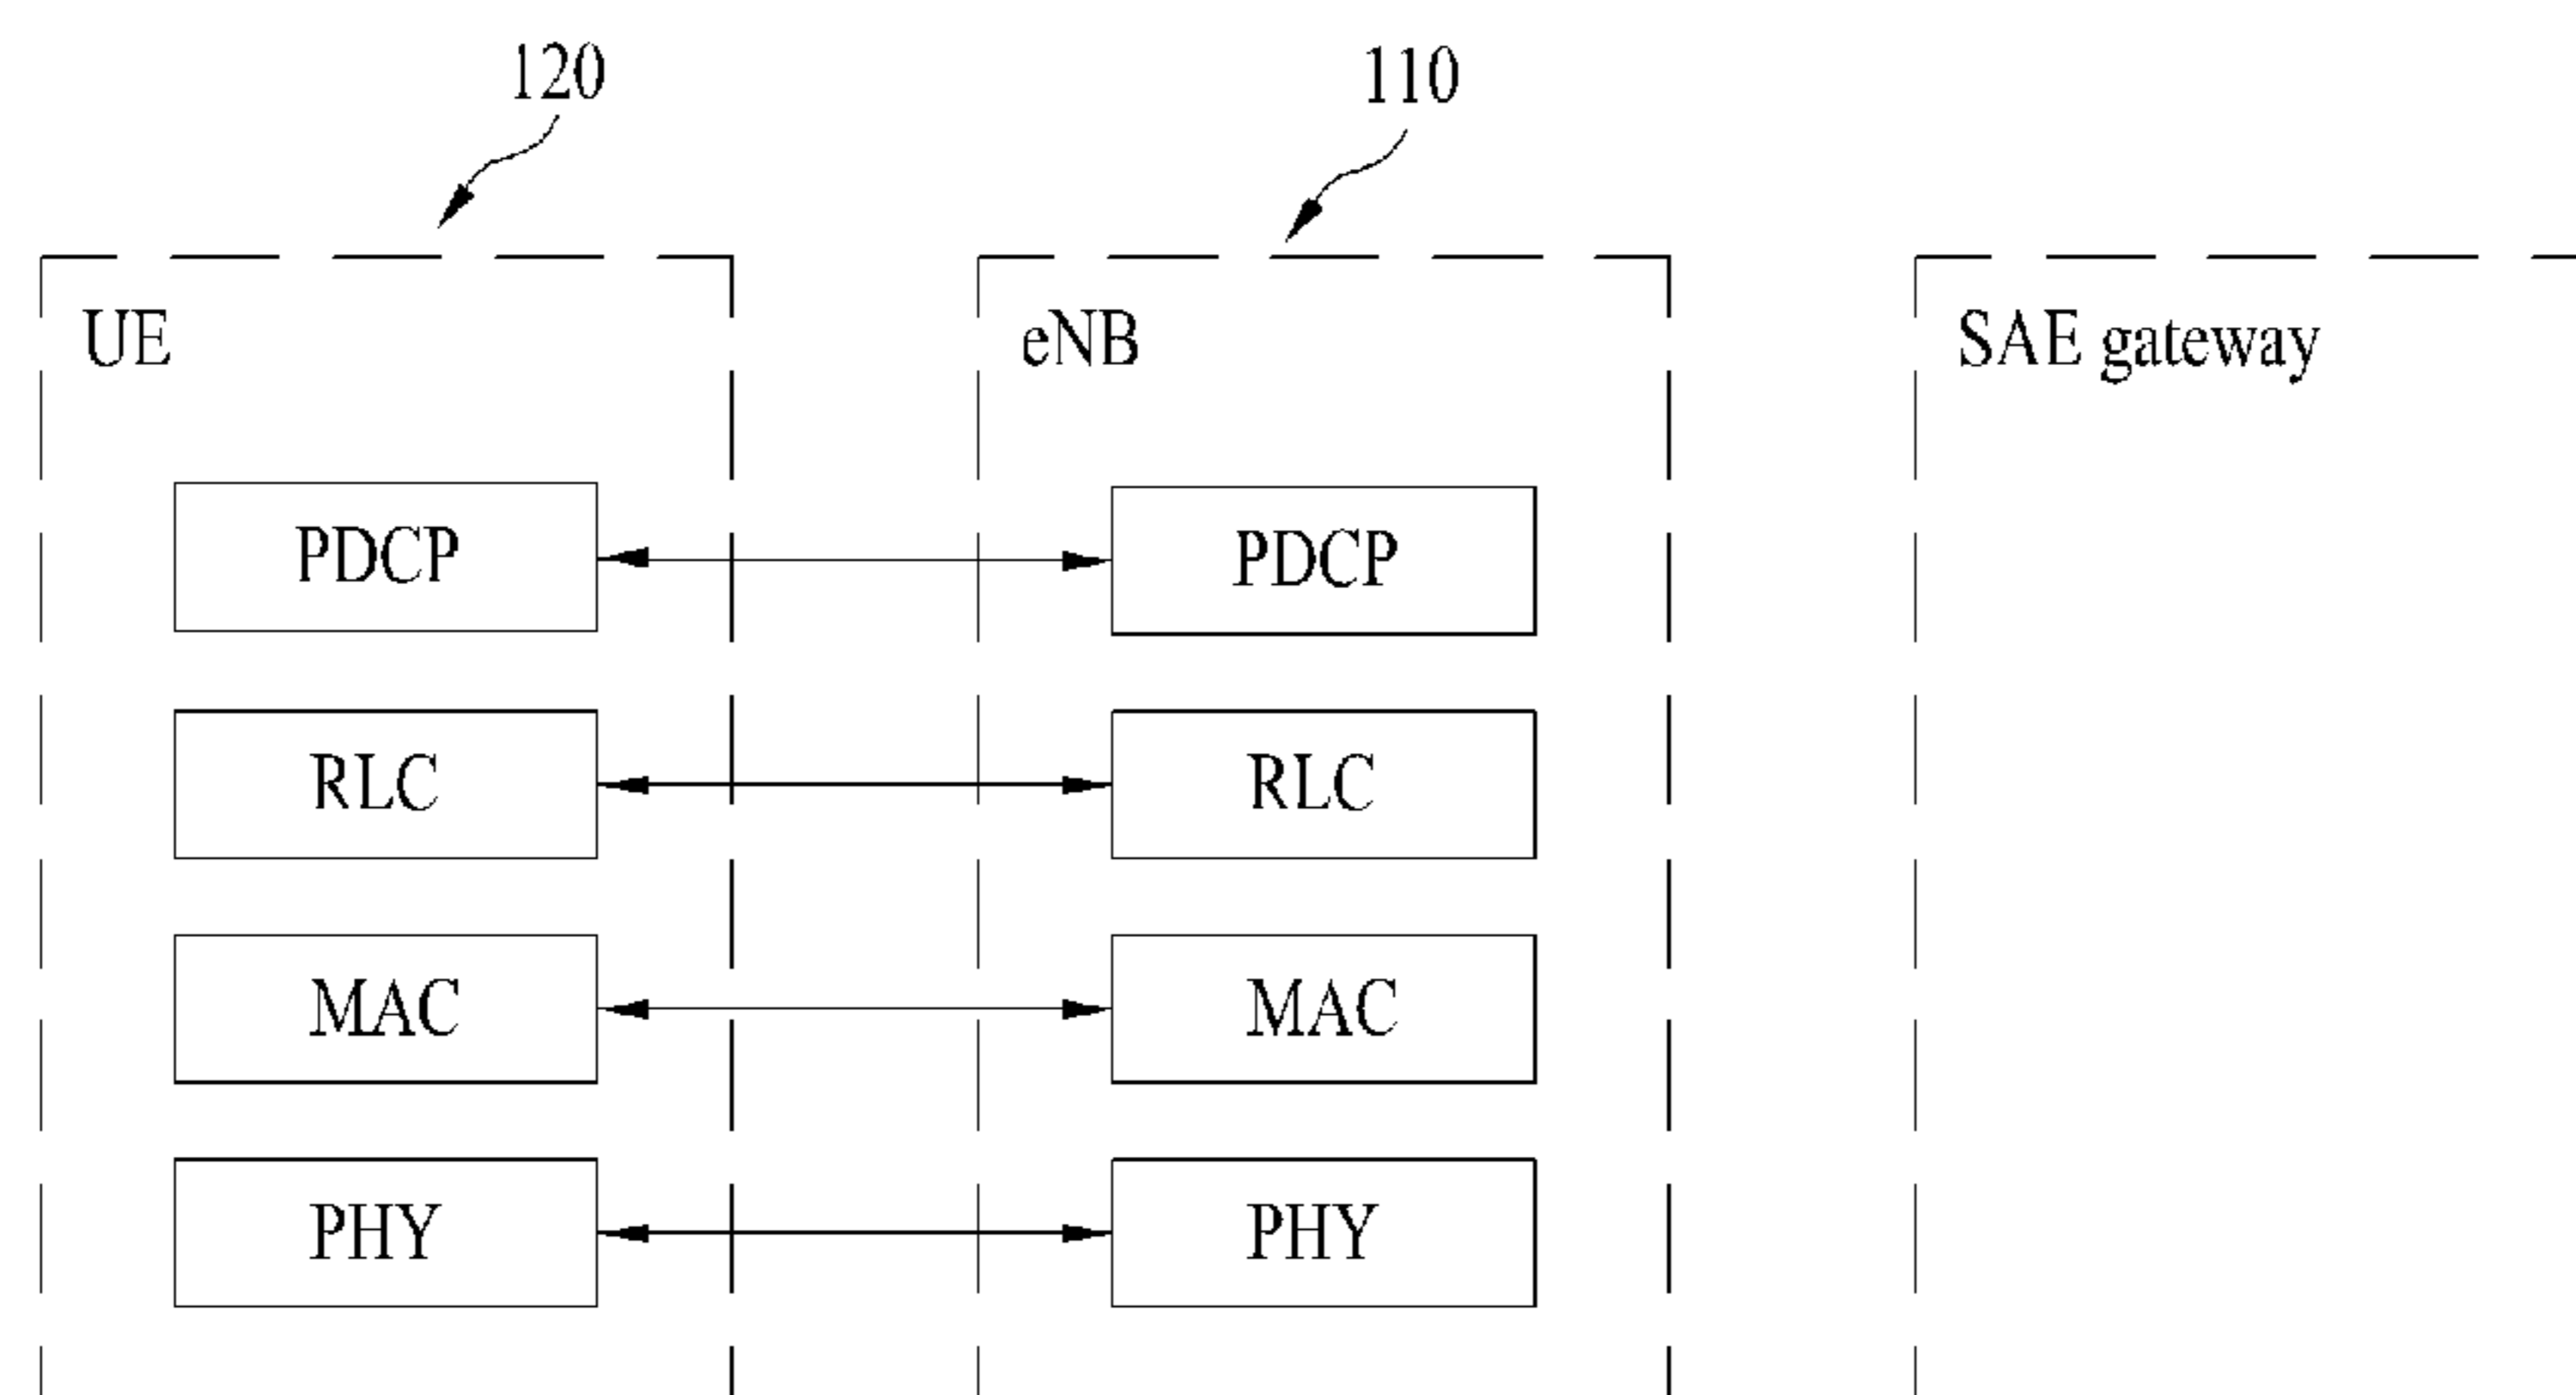 120 110
UE eNB SAE gateway
PDCP PDCP
RLC RLC
MAC MAC
PHY PHY